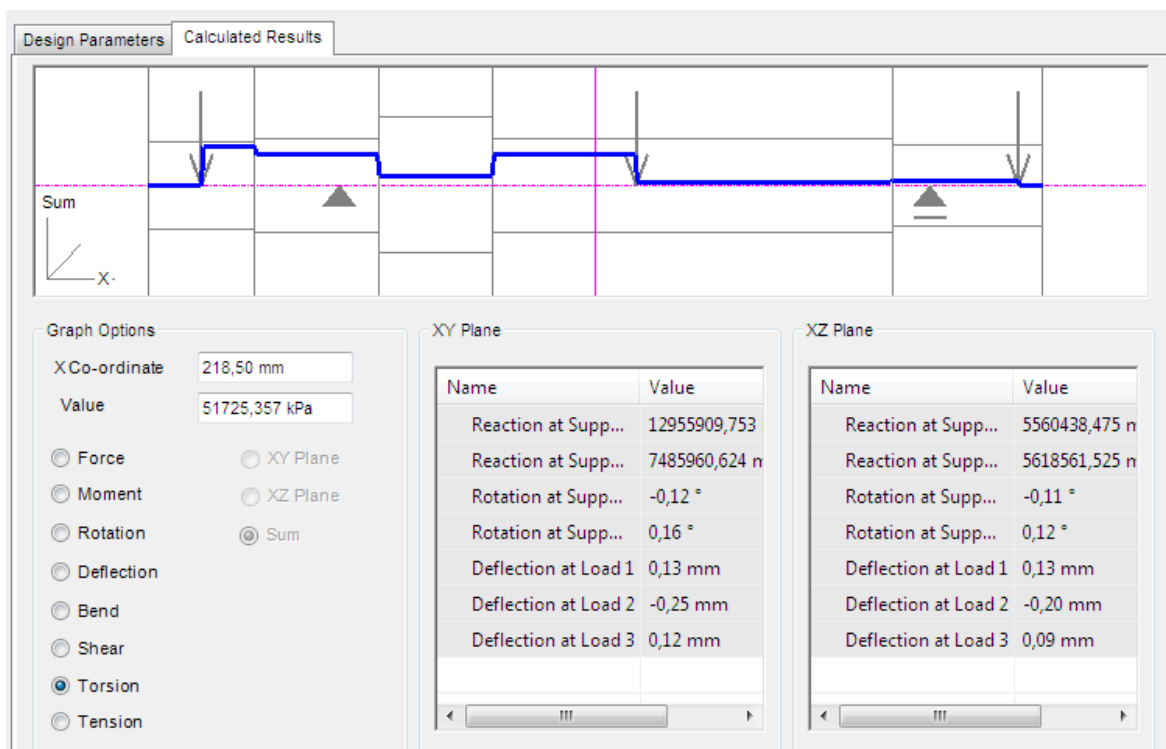 Design Parameters Calculated Results
Sum
X-
Graph Options
X Co-ordinate 218,50 mm
Value 51725,357 kPa
Force XY Plane
Moment XZ Plane
Rotation Sum
Deflection
Bend
Shear
Torsion
Tension
XY Plane
Name Value
Reaction at Supp... 12955909,753
Reaction at Supp... 7485960,624 m
Rotation at Supp... -0,12 °
Rotation at Supp... 0,16 °
Deflection at Load 1 0,13 mm
Deflection at Load 2 -0,25 mm
Deflection at Load 3 0,12 mm
XZ Plane
Name Value
Reaction at Supp... 5560438,475 m
Reaction at Supp... 5618561,525 m
Rotation at Supp... -0,11 °
Rotation at Supp... 0,12 °
Deflection at Load 1 0,13 mm
Deflection at Load 2 -0,20 mm
Deflection at Load 3 0,09 mm